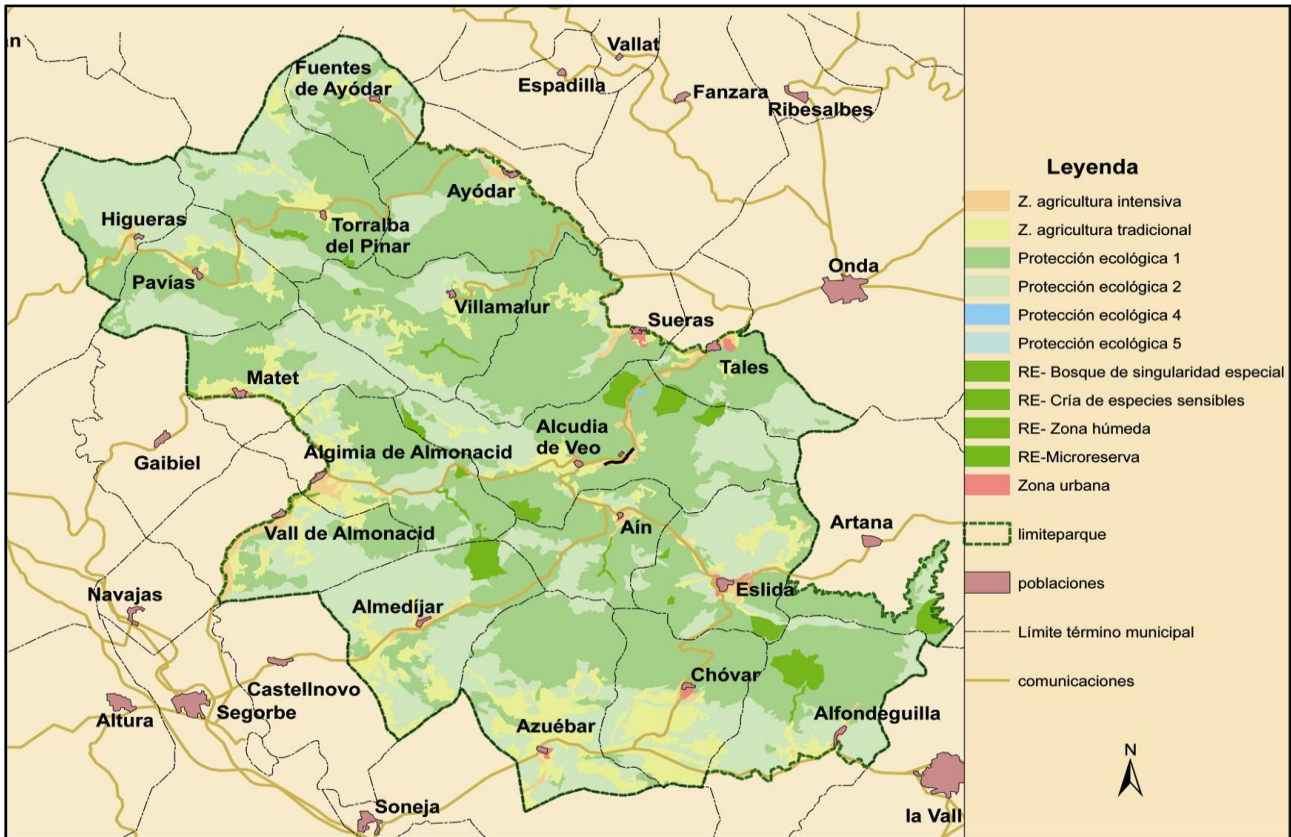 n
Vallat
Fuentes
de Ayódar
Espadilla
Fanzara
Ribesalbes
Ayódar
Higueras
Torralba
del Pinar
Pavías
Onda
Villamalur
Sueras
Tales
Matet
Alcudia
de Veo
Gaibiel
Algimia de Almonacid
Vall de Almonacid
Aín
Artana
Eslida
Navajas
Almedíjar
Castellnovo
Chóvar
Altura
Segorbe
Azuébar
Alfondeguilla
Soneja
la Vall
Leyenda
Z. agricultura intensiva
Z. agricultura tradicional
Protección ecológica 1
Protección ecológica 2
Protección ecológica 4
Protección ecológica 5
RE- Bosque de singularidad especial
RE- Cría de especies sensibles
RE- Zona húmeda
RE-Microreserva
Zona urbana
limiteparque
poblaciones
Límite término municipal
comunicaciones
N